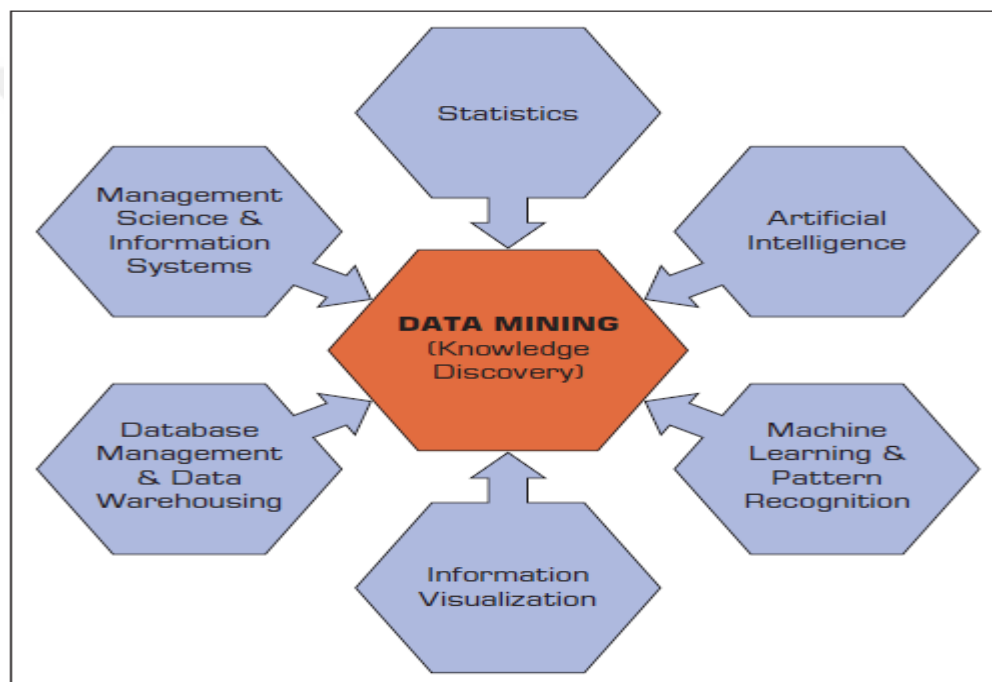 Statistics
Management
Science &
Information
Systems
Artificial
Intelligence
DATA MINING
(Knowledge
Discovery)
Database
Management
& Data
Warehousing
Machine
Learning &
Pattern
Recognition
Information
Visualization